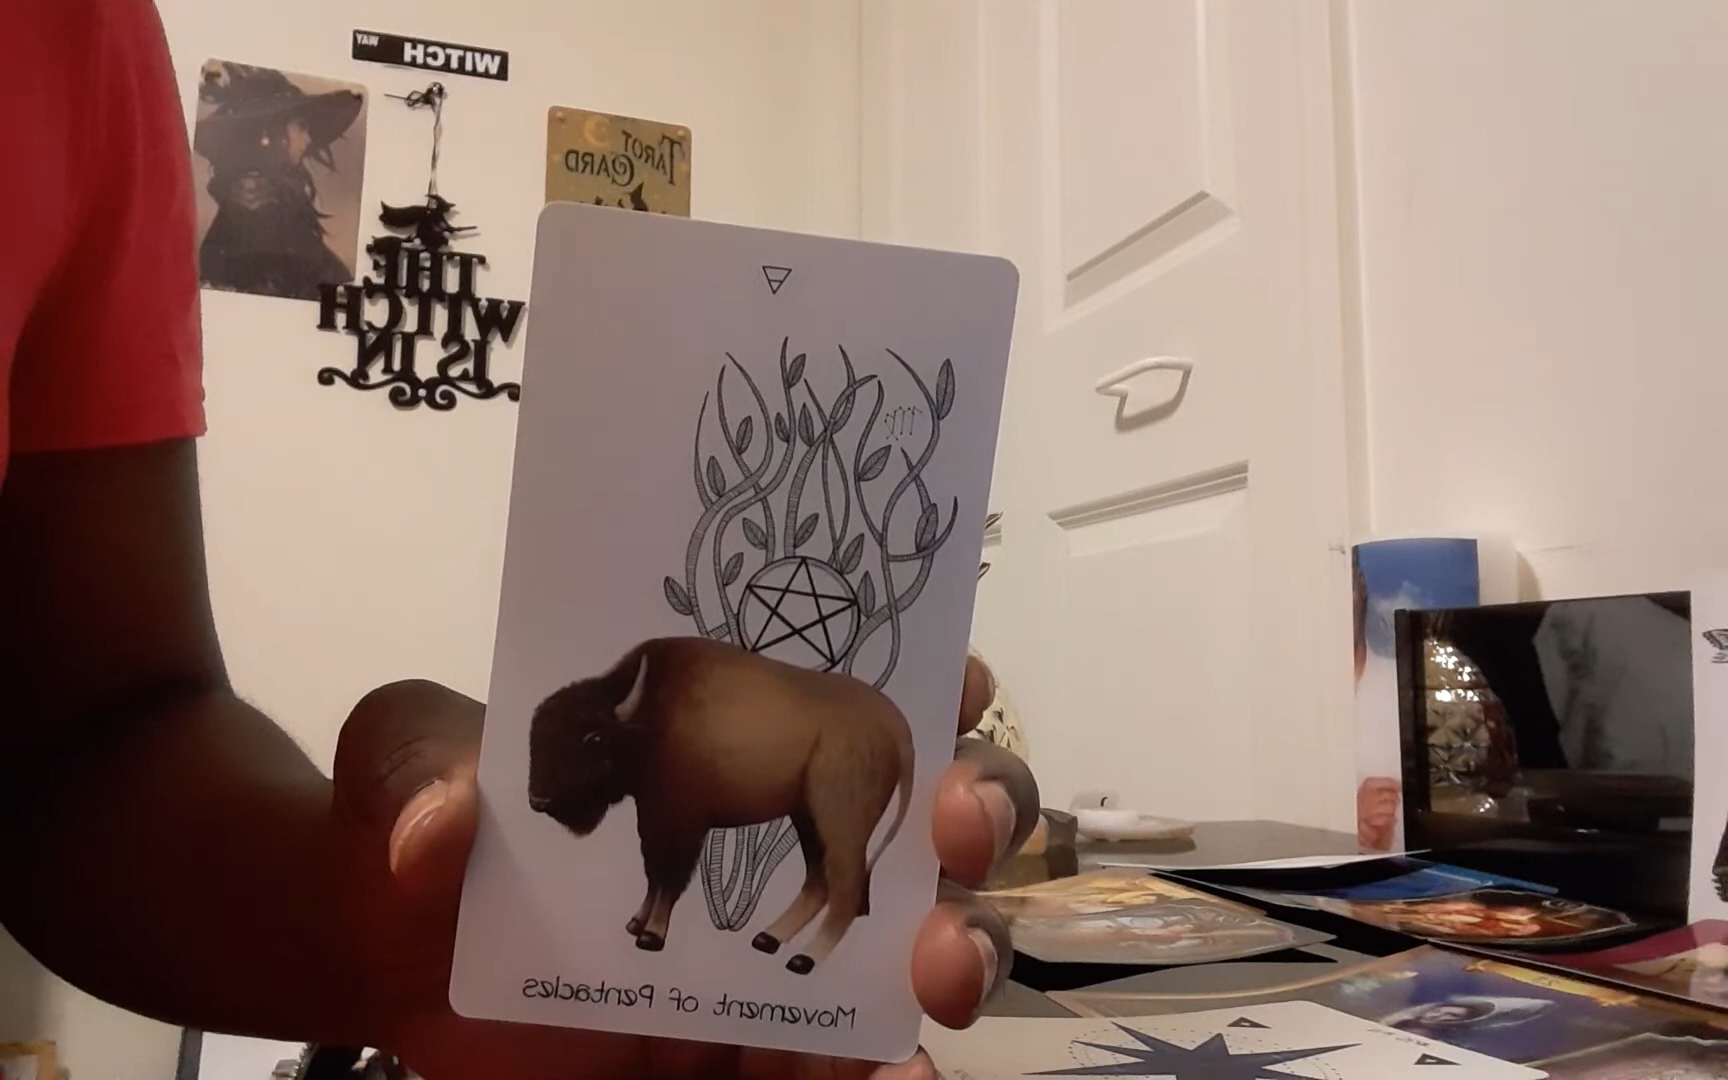 WITCH WAY
TAROT
CARD
THE
WITCH
IS IN
Movement of Pentacles